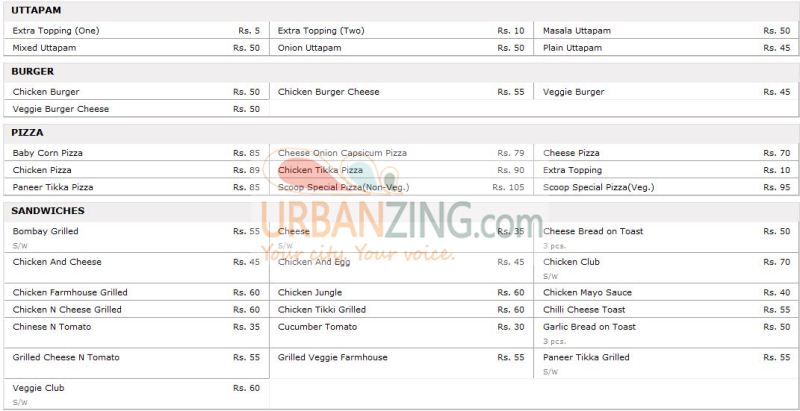 UTTAPAM
Extra Topping (One) Rs. 5 Extra Topping (Two) Rs. 10 Masala Uttapam Rs. 50
Mixed Uttapam Rs. 50 Onion Uttapam Rs. 50 Plain Uttapam Rs. 45
BURGER
Chicken Burger Rs. 50 Chicken Burger Cheese Rs. 55 Veggie Burger Rs. 45
Veggie Burger Cheese Rs. 50
PIZZA
Baby Corn Pizza Rs. 85 Cheese Onion Capsicum Pizza Rs. 79 Cheese Pizza Rs. 70
Chicken Pizza Rs. 89 Chicken Tikka Pizza Rs. 90 Extra Topping Rs. 10
Paneer Tikka Pizza Rs. 85 Scoop Special Pizza(Non-Veg.) Rs. 105 Scoop Special Pizza(Veg.) Rs. 95
URBANZING.com
Your city. Your voice.
SANDWICHES
Bombay Grilled Rs. 55 Cheese Rs. 35 Cheese Bread on Toast Rs. 50
S/W S/W 3 pcs.
Chicken And Cheese Rs. 45 Chicken And Egg Rs. 45 Chicken Club Rs. 70
S/W
Chicken Farmhouse Grilled Rs. 60 Chicken Jungle Rs. 60 Chicken Mayo Sauce Rs. 40
Chicken N Cheese Grilled Rs. 60 Chicken Tikki Grilled Rs. 60 Chilli Cheese Toast Rs. 55
Chinese N Tomato Rs. 35 Cucumber Tomato Rs. 30 Garlic Bread on Toast Rs. 50
3 pcs.
Grilled Cheese N Tomato Rs. 55 Grilled Veggie Farmhouse Rs. 55 Paneer Tikka Grilled Rs. 55
S/W
Veggie Club Rs. 60
S/W